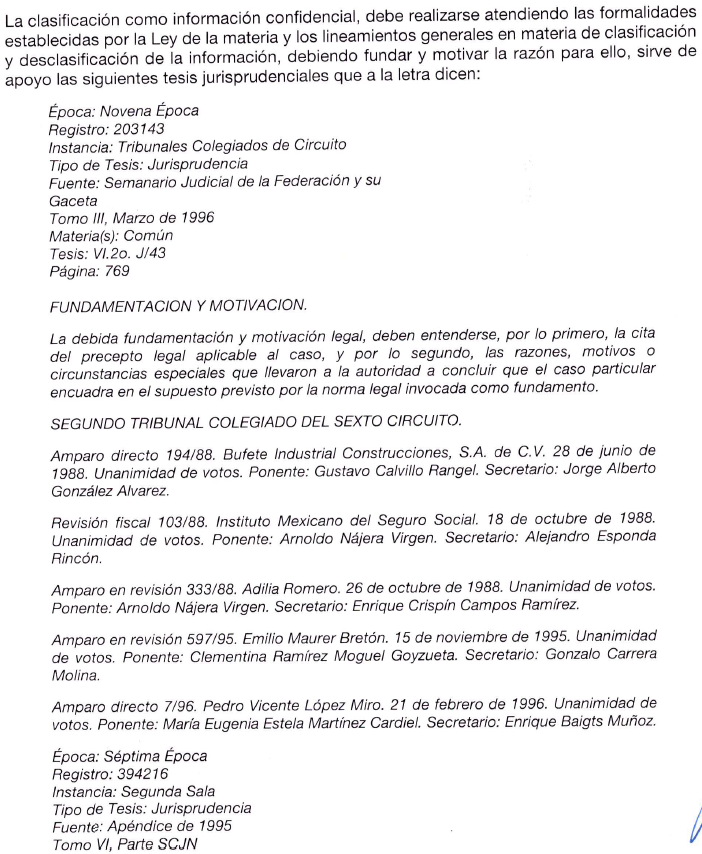 La clasificación como información confidencial, debe realizarse atendiendo las formalidades
establecidas por la Ley de la materia y los lineamientos generales en materia de clasificación
y desclasificación de la información, debiendo fundar y motivar la razón para ello, sirve de
apoyo las siguientes tesis jurisprudenciales que a la letra dicen:
Época: Novena Época
Registro: 203143
Instancia: Tribunales Colegiados de Circuito
Tipo de Tesis: Jurisprudencia
Fuente: Semanario Judicial de la Federación y su
Gaceta
Tomo III, Marzo de 1996
Materia(s): Común
Tesis: VI.2o. J/43
Página: 769
FUNDAMENTACION Y MOTIVACION.
La debida fundamentación y motivación legal, deben entenderse, por lo primero, la cita
del precepto legal aplicable al caso, y por lo segundo, las razones, motivos o
circunstancias especiales que llevaron a la autoridad a concluir que el caso particular
encuadra en el supuesto previsto por la norma legal invocada como fundamento.
SEGUNDO TRIBUNAL COLEGIADO DEL SEXTO CIRCUITO.
Amparo directo 194/88. Bufete Industrial Construcciones, S.A. de C.V. 28 de junio de
1988. Unanimidad de votos. Ponente: Gustavo Calvillo Rangel. Secretario: Jorge Alberto
González Alvarez.
Revisión fiscal 103/88. Instituto Mexicano del Seguro Social. 18 de octubre de 1988.
Unanimidad de votos. Ponente: Arnoldo Nájera Virgen. Secretario: Alejandro Esponda
Rincón.
Amparo en revisión 333/88. Adilia Romero. 26 de octubre de 1988. Unanimidad de votos.
Ponente: Arnoldo Nájera Virgen. Secretario: Enrique Crispín Campos Ramírez.
Amparo en revisión 597/95. Emilio Maurer Bretón. 15 de noviembre de 1995. Unanimidad
de votos. Ponente: Clementina Ramírez Moguel Goyzueta. Secretario: Gonzalo Carrera
Molina.
Amparo directo 7/96. Pedro Vicente López Miro. 21 de febrero de 1996. Unanimidad de
votos. Ponente: María Eugenia Estela Martínez Cardiel. Secretario: Enrique Baigts Muñoz.
Época: Séptima Época
Registro: 394216
Instancia: Segunda Sala
Tipo de Tesis: Jurisprudencia
Fuente: Apéndice de 1995
Tomo VI, Parte SCJN